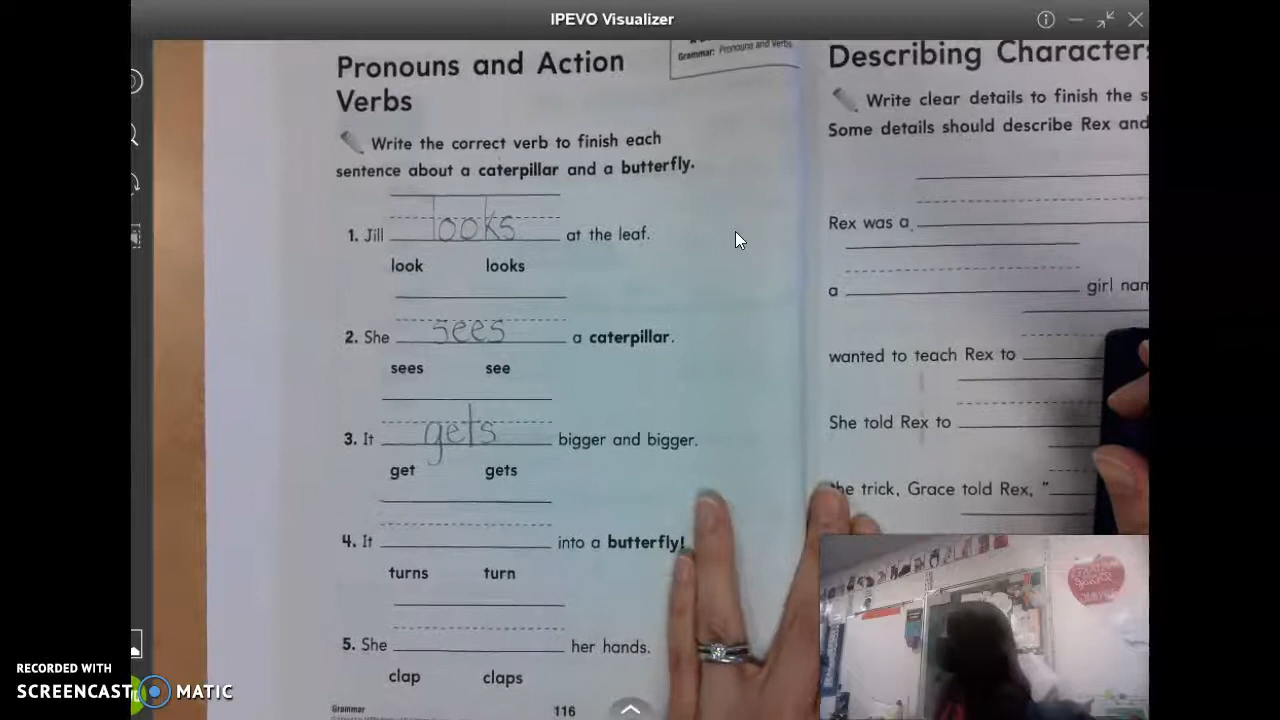 IPEVO Visualizer
Grammar: Pronouns and Verbs
Pronouns and Action
Verbs
Write the correct verb to finish each
sentence about a caterpillar and a butterfly.
1. Jill looks at the leaf.
look looks
2. She sees a caterpillar.
sees see
3. It gets bigger and bigger.
get gets
4. It into a butterfly!
turns turn
5. She her hands.
clap claps
Grammar
116
Describing Character
Write clear details to finish the s
Some details should describe Rex and
Rex was a
a girl nam
wanted to teach Rex to
She told Rex to
the trick, Grace told Rex, "
RECORDED WITH
SCREENCAST MATIC